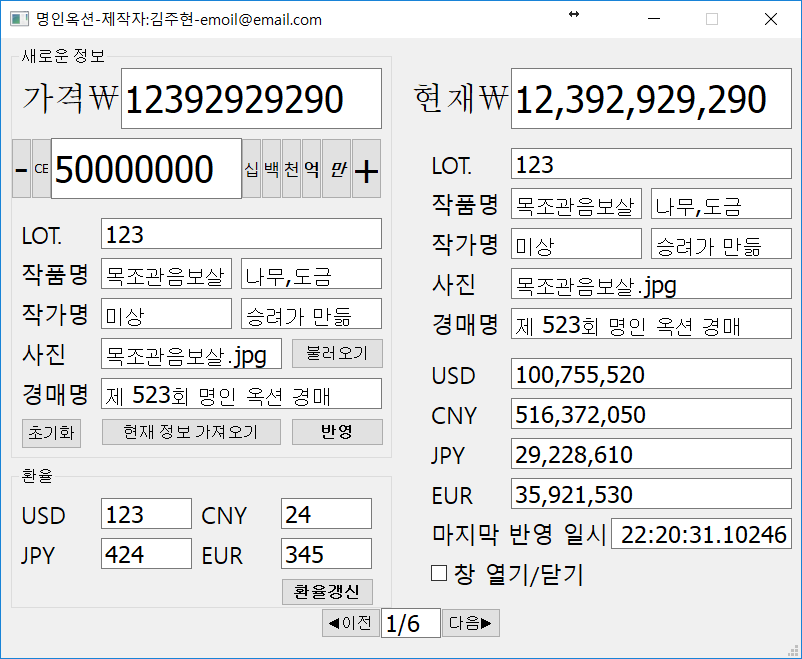 명인옥션-제작자:김주현-emoil@email.com
새로운 정보
가격₩ 12392929290
- CE 50000000 십 백 천 억 만 +
LOT. 123
작품명 목조관음보살 나무,도금
작가명 미상 승려가 만듦
사진 목조관음보살.jpg 불러오기
경매명 제 523회 명인 옥션 경매
초기화 현재 정보 가져오기 반영
환율
USD 123 CNY 24
JPY 424 EUR 345
환율갱신
현재₩ 12,392,929,290
LOT. 123
작품명 목조관음보살 나무,도금
작가명 미상 승려가 만듦
사진 목조관음보살.jpg
경매명 제 523회 명인 옥션 경매
USD 100,755,520
CNY 516,372,050
JPY 29,228,610
EUR 35,921,530
마지막 반영 일시 22:20:31.10246
창 열기/닫기
◀이전 1/6 다음▶